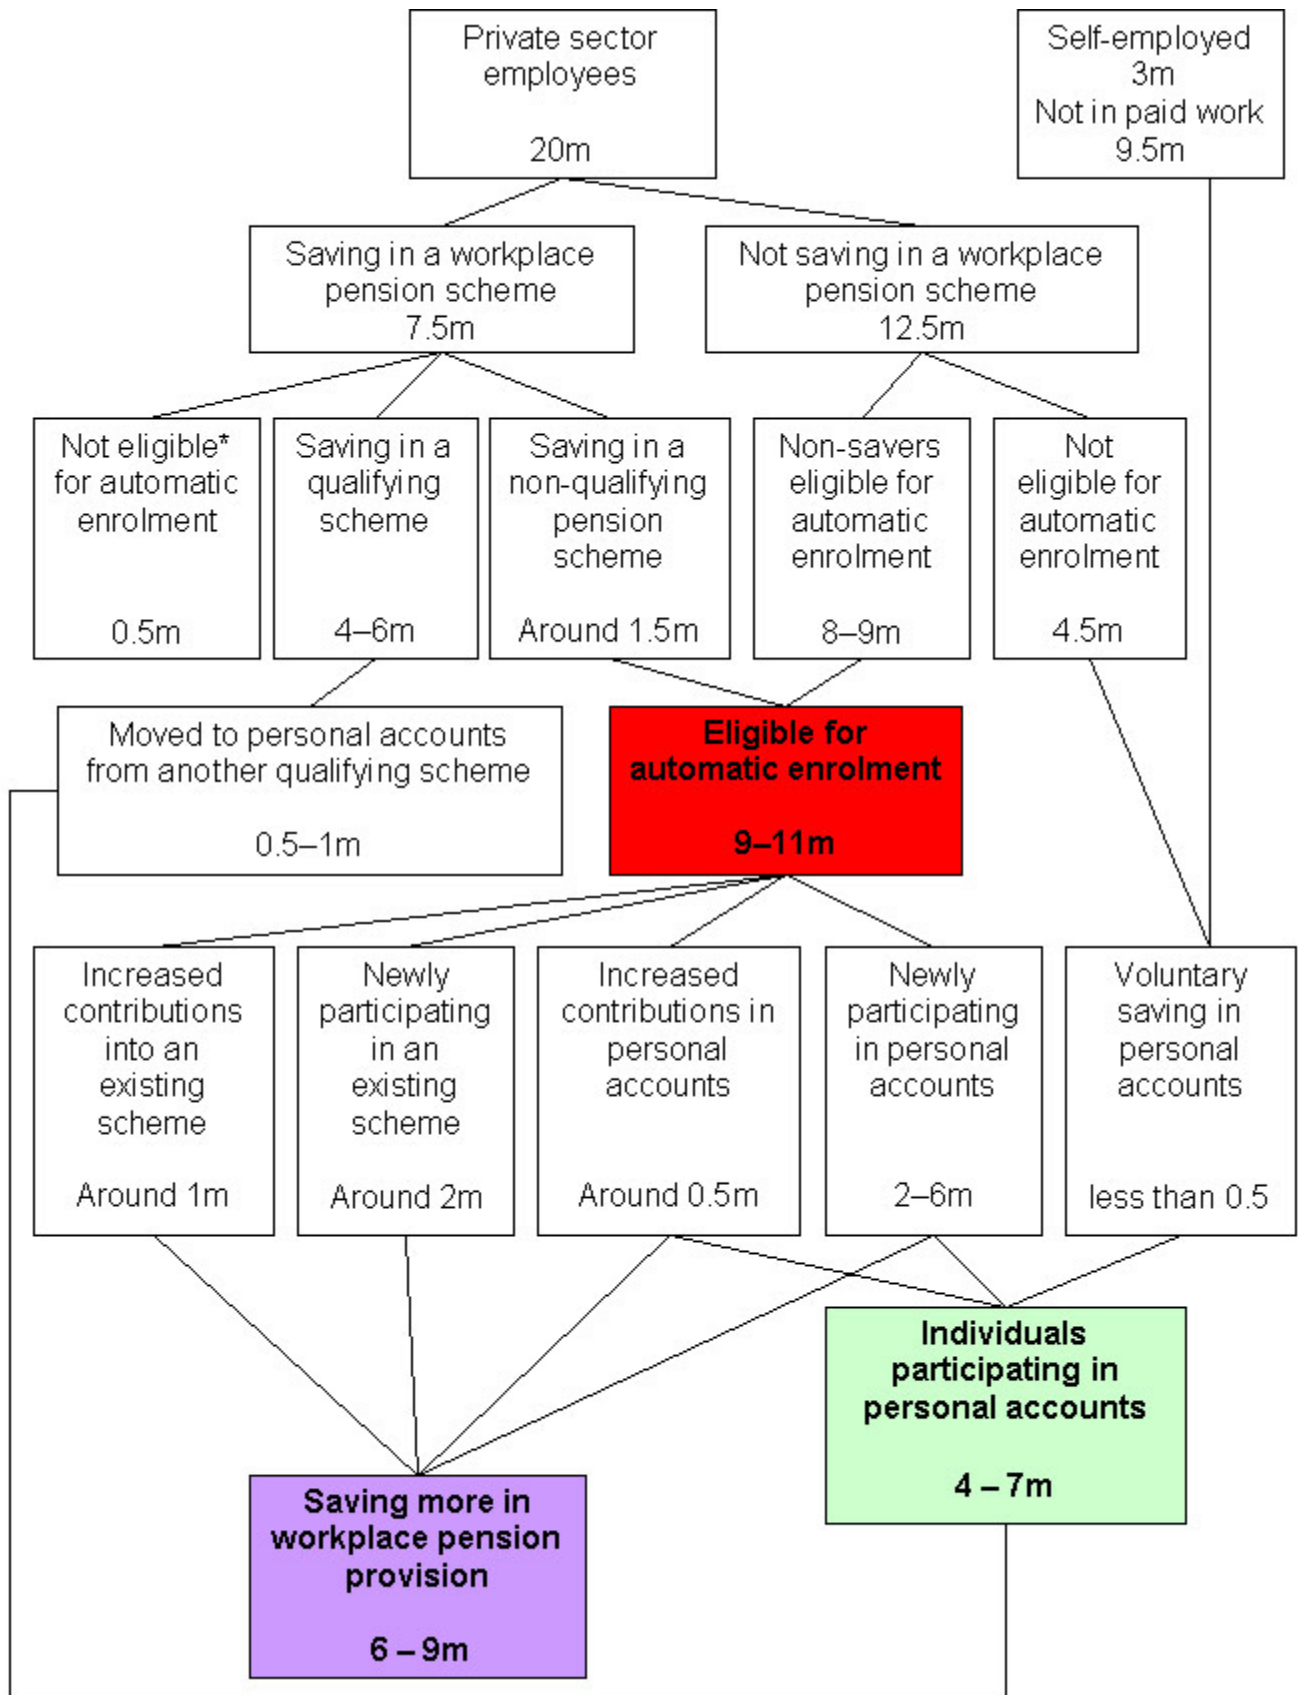 Private sector
employees
20m
Self-employed
3m
Not in paid work
9.5m
Saving in a workplace
pension scheme
7.5m
Not saving in a workplace
pension scheme
12.5m
Not eligible*
for automatic
enrolment
0.5m
Saving in a
qualifying
scheme
4–6m
Saving in a
non-qualifying
pension
scheme
Around 1.5m
Non-savers
eligible for
automatic
enrolment
8–9m
Not
eligible for
automatic
enrolment
4.5m
Moved to personal accounts
from another qualifying scheme
0.5–1m
Eligible for
automatic enrolment
9–11m
Increased
contributions
into an
existing
scheme
Around 1m
Newly
participating
in an
existing
scheme
Around 2m
Increased
contributions in
personal
accounts
Around 0.5m
Newly
participating
in personal
accounts
2–6m
Voluntary
saving in
personal
accounts
less than 0.5
Individuals
participating in
personal accounts
4 – 7m
Saving more in
workplace pension
provision
6 – 9m